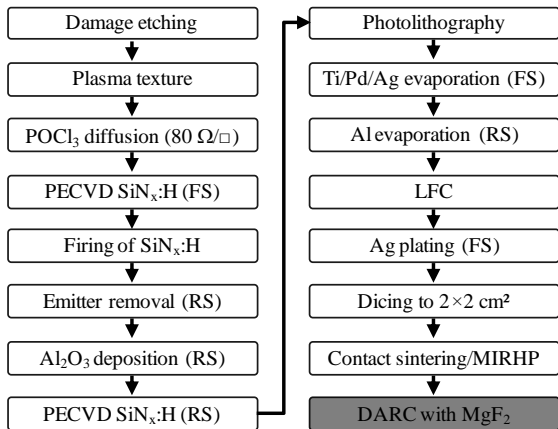 Damage etching
Plasma texture
POCl₃ diffusion (80 Ω/□)
PECVD SiNₓ:H (FS)
Firing of SiNₓ:H
Emitter removal (RS)
Al₂O₃ deposition (RS)
PECVD SiNₓ:H (RS)
Photolithography
Ti/Pd/Ag evaporation (FS)
Al evaporation (RS)
LFC
Ag plating (FS)
Dicing to 2×2 cm²
Contact sintering/MIRHP
DARC with MgF₂